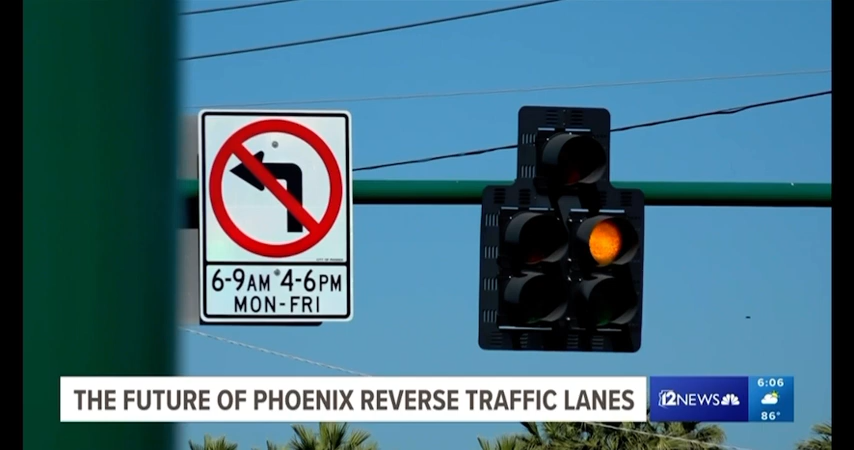 6-9AM 4-6PM
MON-FRI
THE FUTURE OF PHOENIX REVERSE TRAFFIC LANES
12NEWS
6:06
86°